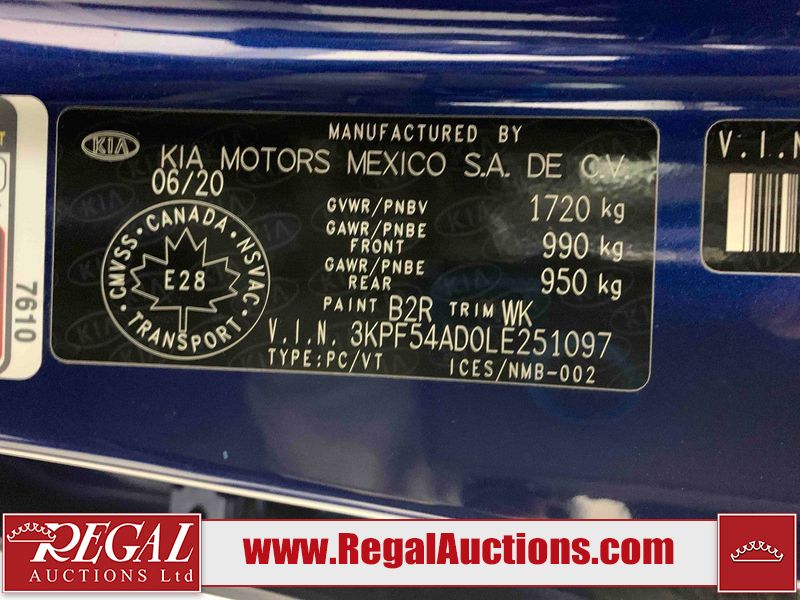 MANUFACTURED BY
KIA KIA MOTORS MEXICO S.A. DE C.V.
06/20
GVWR/PNBV 1720 kg
GAWR/PNBE FRONT 990 kg
GAWR/PNBE REAR 950 kg
CMVSS · CANADA · NSVAC · TRANSPORT ·
E28
PAINT B2R TRIM WK
V.I.N. 3KPF54AD0LE251097
TYPE:PC/VT ICES/NMB-002
7610
V.I.N
REGAL
AUCTIONS Ltd
www.RegalAuctions.com